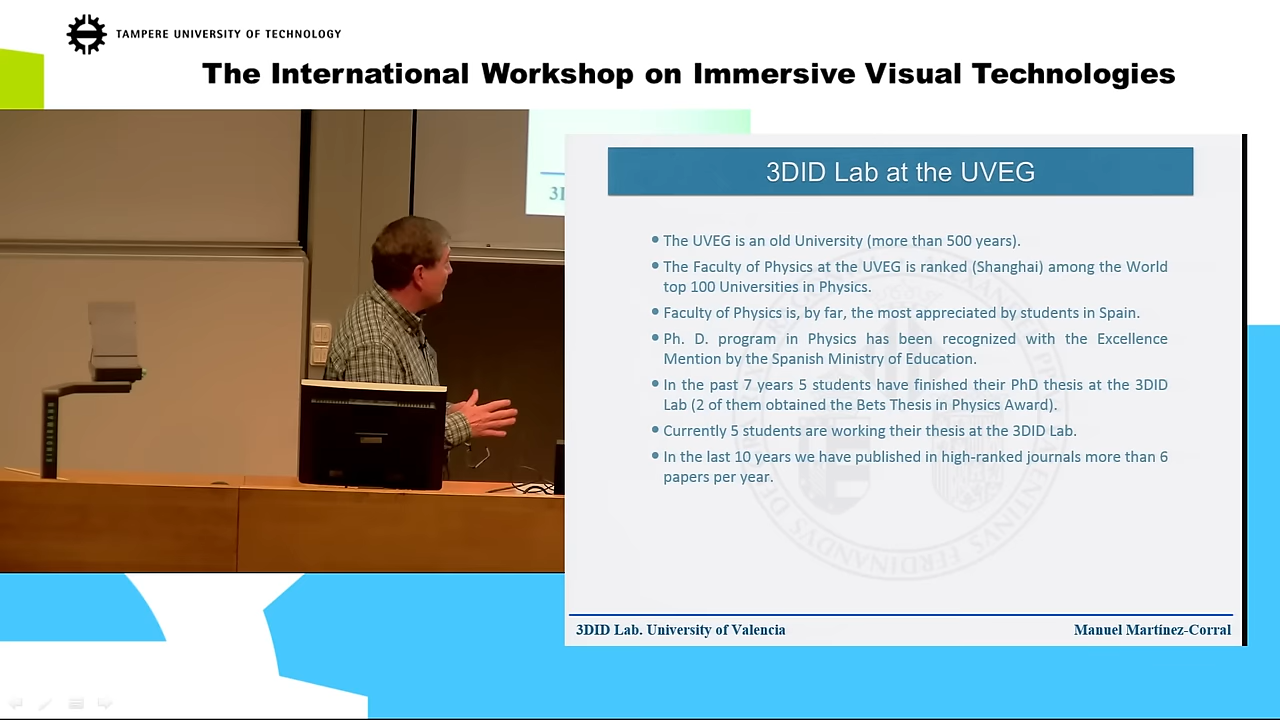 TAMPERE UNIVERSITY OF TECHNOLOGY
The International Workshop on Immersive Visual Technologies
3D
3DID Lab at the UVEG
• The UVEG is an old University (more than 500 years).
• The Faculty of Physics at the UVEG is ranked (Shanghai) among the World
top 100 Universities in Physics.
• Faculty of Physics is, by far, the most appreciated by students in Spain.
• Ph. D. program in Physics has been recognized with the Excellence
Mention by the Spanish Ministry of Education.
• In the past 7 years 5 students have finished their PhD thesis at the 3DID
Lab (2 of them obtained the Bets Thesis in Physics Award).
• Currently 5 students are working their thesis at the 3DID Lab.
• In the last 10 years we have published in high-ranked journals more than 6
papers per year.
KINDERMANN
3DID Lab. University of Valencia
Manuel Martínez-Corral